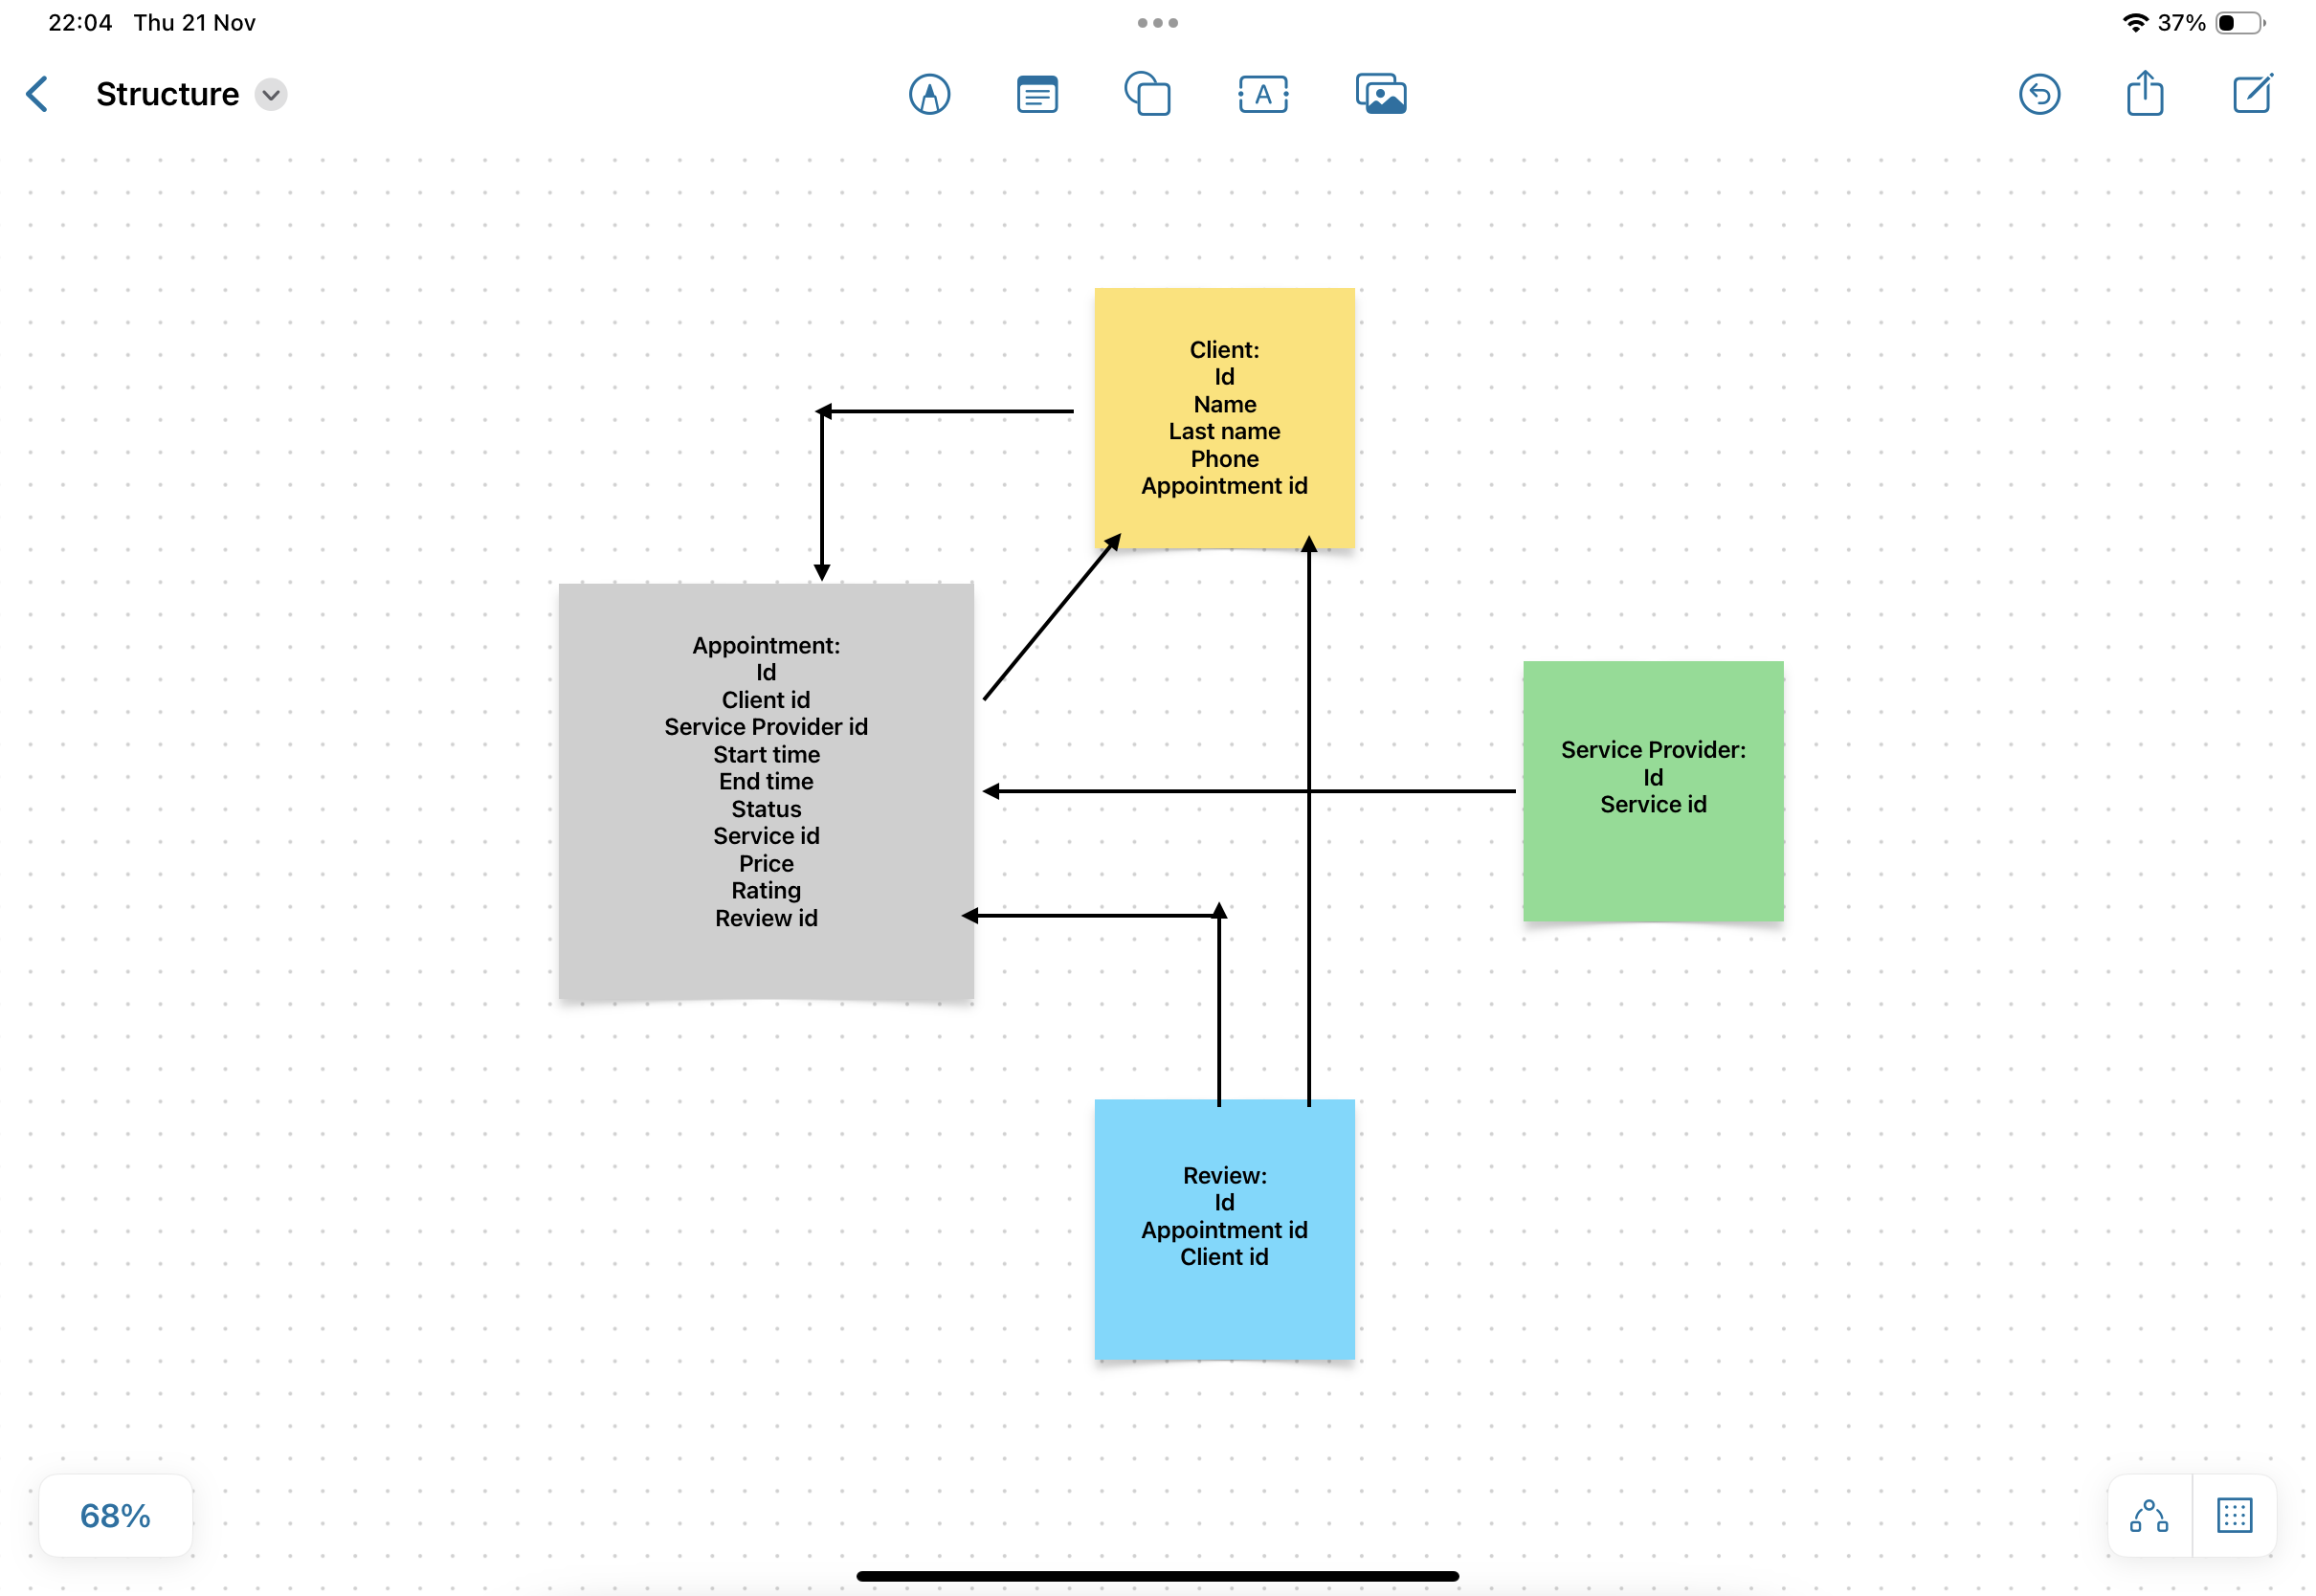 22:04 Thu 21 Nov
37%
Structure
A
Client:
Id
Name
Last name
Phone
Appointment id
Appointment:
Id
Client id
Service Provider id
Start time
End time
Status
Service id
Price
Rating
Review id
Service Provider:
Id
Service id
Review:
Id
Appointment id
Client id
68%